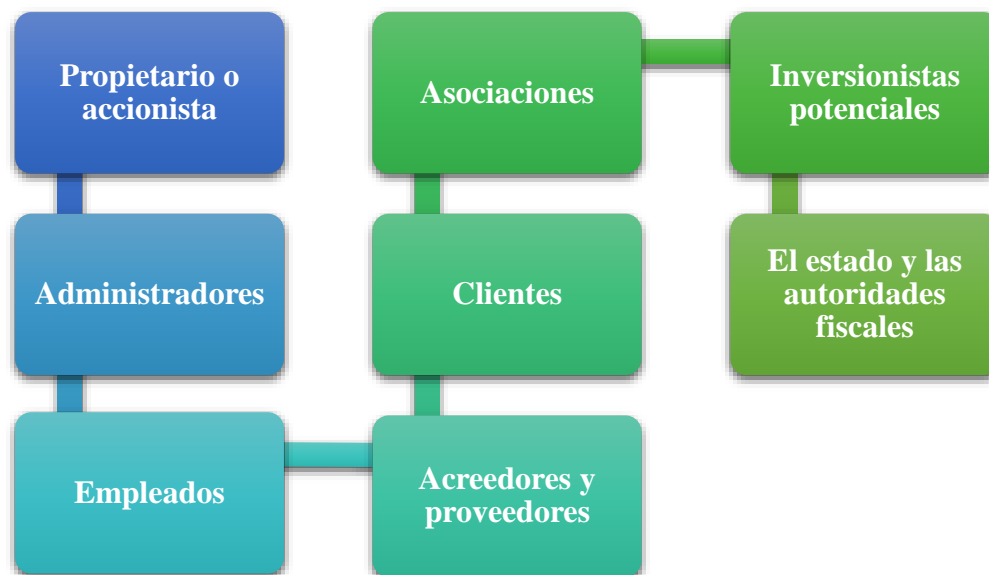 Propietario o
accionista
Administradores
Empleados
Acreedores y
proveedores
Clientes
Asociaciones
Inversionistas
potenciales
El estado y las
autoridades
fiscales